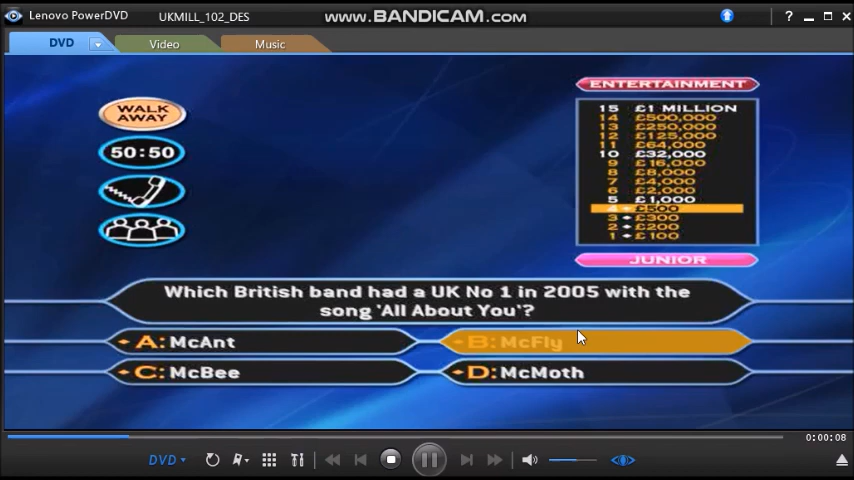 Lenovo PowerDVD
UKMILL_102_DES
www.BANDICAM.com
?
DVD
Video
Music
WALK
AWAY
50:50
ENTERTAINMENT
15 £1 MILLION
14 £500,000
13 £250,000
12 £125,000
11 £64,000
10 £32,000
9 £16,000
8 £8,000
7 £4,000
6 £2,000
5 £1,000
4 £500
3 £300
2 £200
1 £100
JUNIOR
Which British band had a UK No 1 in 2005 with the
song 'All About You'?
A: McAnt
B: McFly
C: McBee
D: McMoth
0:00:08
DVD